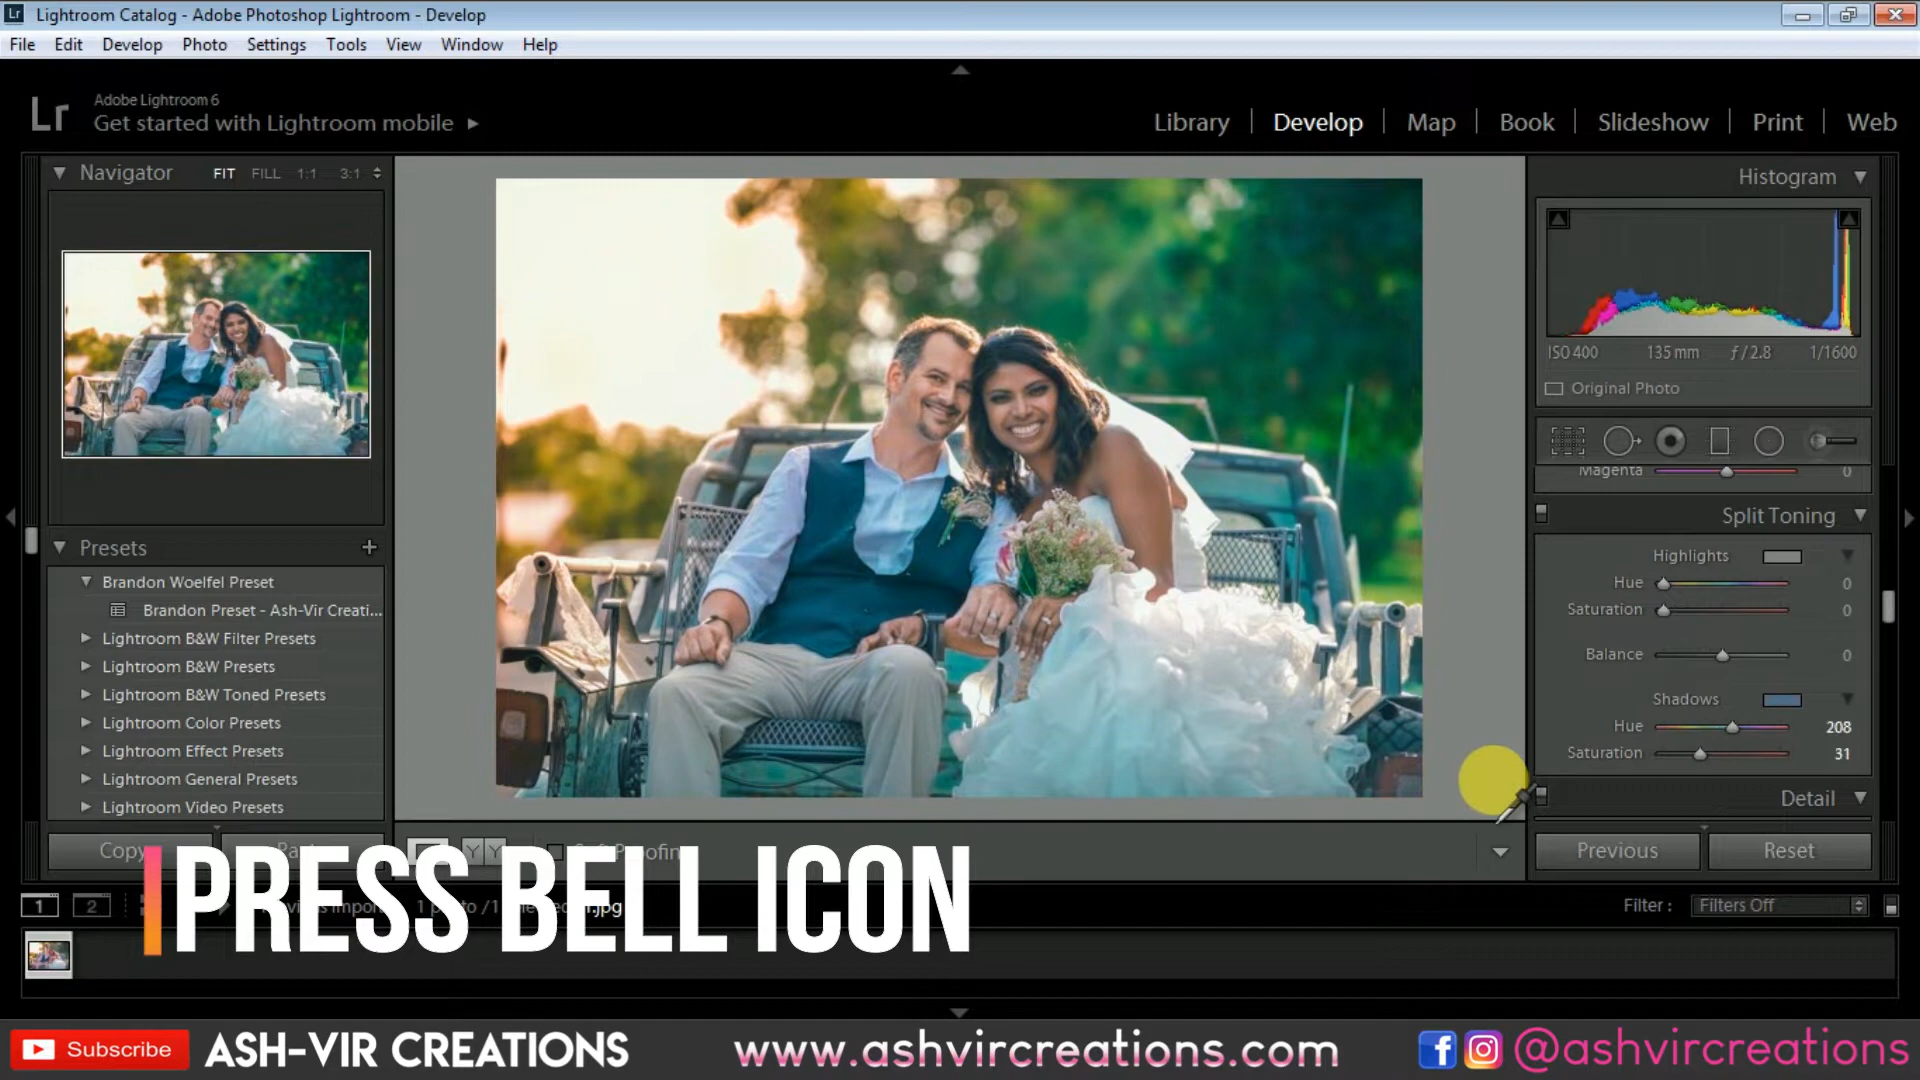 Lr Lightroom Catalog - Adobe Photoshop Lightroom - Develop
File Edit Develop Photo Settings Tools View Window Help
Lr
Adobe Lightroom 6
Get started with Lightroom mobile
Library Develop Map Book Slideshow Print Web
Navigator FIT FILL 1:1 3:1
Presets +
Brandon Woelfel Preset
Brandon Preset - Ash-Vir Creati...
Lightroom B&W Filter Presets
Lightroom B&W Presets
Lightroom B&W Toned Presets
Lightroom Color Presets
Lightroom Effect Presets
Lightroom General Presets
Lightroom Video Presets
Histogram
ISO 400 135 mm ƒ/2.8 1/1600
Original Photo
Magenta 0
Split Toning
Highlights
Hue 0
Saturation 0
Balance 0
Shadows
Hue 208
Saturation 31
Detail
Previous Reset
Copy
YY
PRESS BELL ICON
1 2
Filter : Filters Off
Subscribe ASH-VIR CREATIONS www.ashvircreations.com @ashvircreations